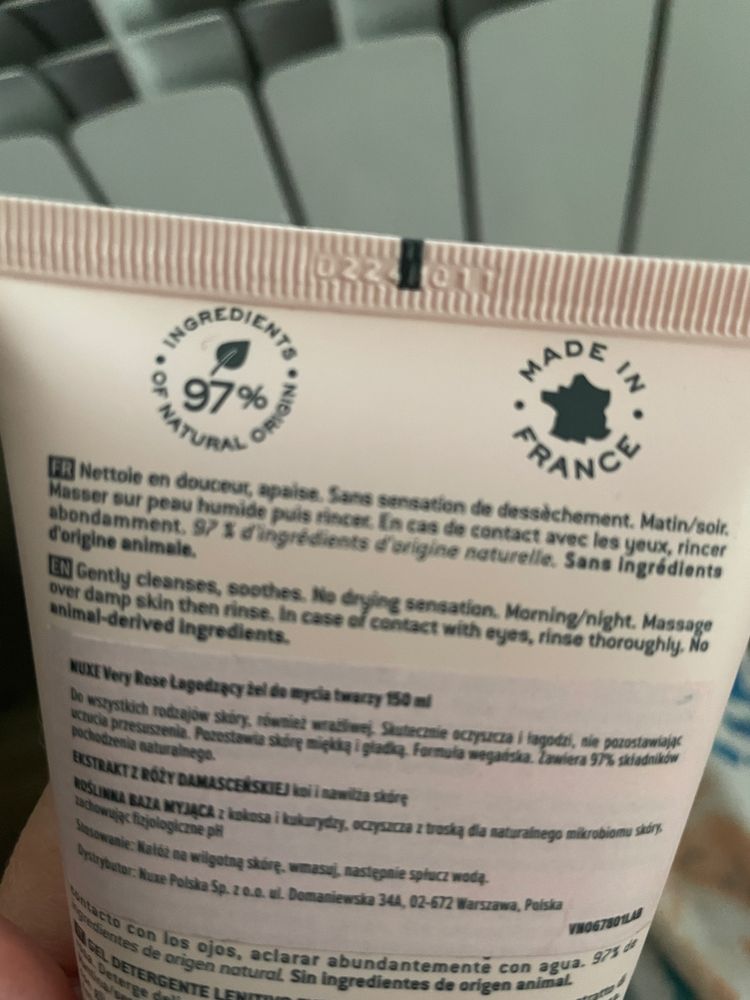 INGREDIENTS
97%
OF NATURAL ORIGIN
MADE IN
FRANCE
FR Nettoie en douceur, apaise. Sans sensation de dessèchement. Matin/soir.
Masser sur peau humide puis rincer. En cas de contact avec les yeux, rincer
abondamment. 97 % d'ingrédients d'origine naturelle. Sans ingrédients
d'origine animale.
EN Gently cleanses, soothes. No drying sensation. Morning/night. Massage
over damp skin then rinse. In case of contact with eyes, rinse thoroughly. No
animal-derived ingredients.
NUXE Very Rose Łagodzący żel do mycia twarzy 150 ml
Do wszystkich rodzajów skóry, również wrażliwej. Skutecznie oczyszcza i łagodzi, nie pozostawiając
uczucia przesuszenia. Pozostawia skórę miękką i gładką. Formuła wegańska. Zawiera 97% składników
pochodzenia naturalnego.
EKSTRAKT Z RÓŻY DAMASCEŃSKIEJ koi i nawilża skórę
ROŚLINNA BAZA MYJĄCA z kokosa i kukurydzy, oczyszcza z troską dla naturalnego mikrobiomu skóry,
zachowując fizjologiczne pH
Stosowanie: Nałóż na wilgotną skórę, wmasuj, następnie spłucz wodą.
Dystrybutor: Nuxe Polska Sp. z o.o. ul. Domaniewska 34A, 02-672 Warszawa, Polska
VN067801LAB
contacto con los ojos, aclarar abundantemente con agua. 97% de
ingredientes de origen natural. Sin ingredientes de origen animal.
GEL DETERGENTE